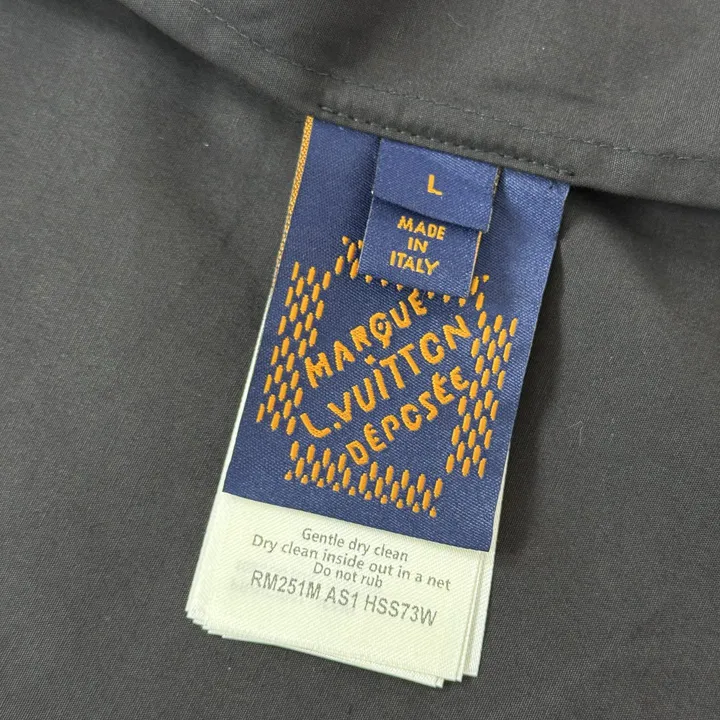 L
MADE
IN
ITALY
MARQUE
L.VUITTON
DÉPOSÉE
Gentle dry clean
Dry clean inside out in a net
Do not rub
RM251M AS1 HSS73W